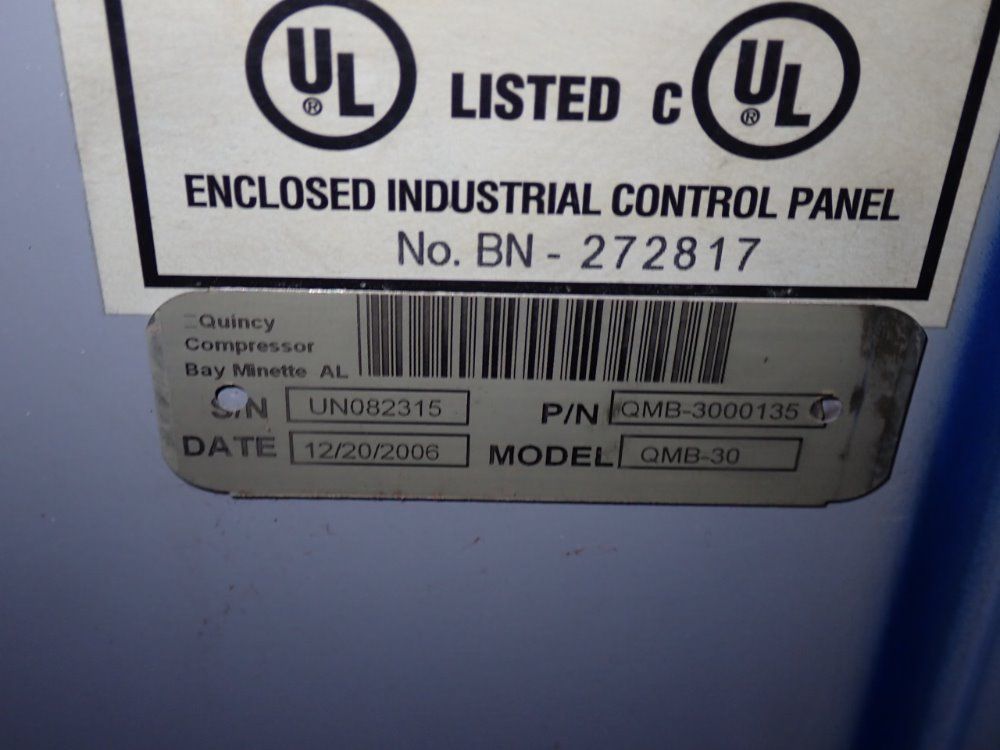 UL® LISTED C UL®
ENCLOSED INDUSTRIAL CONTROL PANEL
No. BN - 272817
Quincy
Compressor
Bay Minette AL
S/N UN082315 P/N QMB-3000135
DATE 12/20/2006 MODEL QMB-30